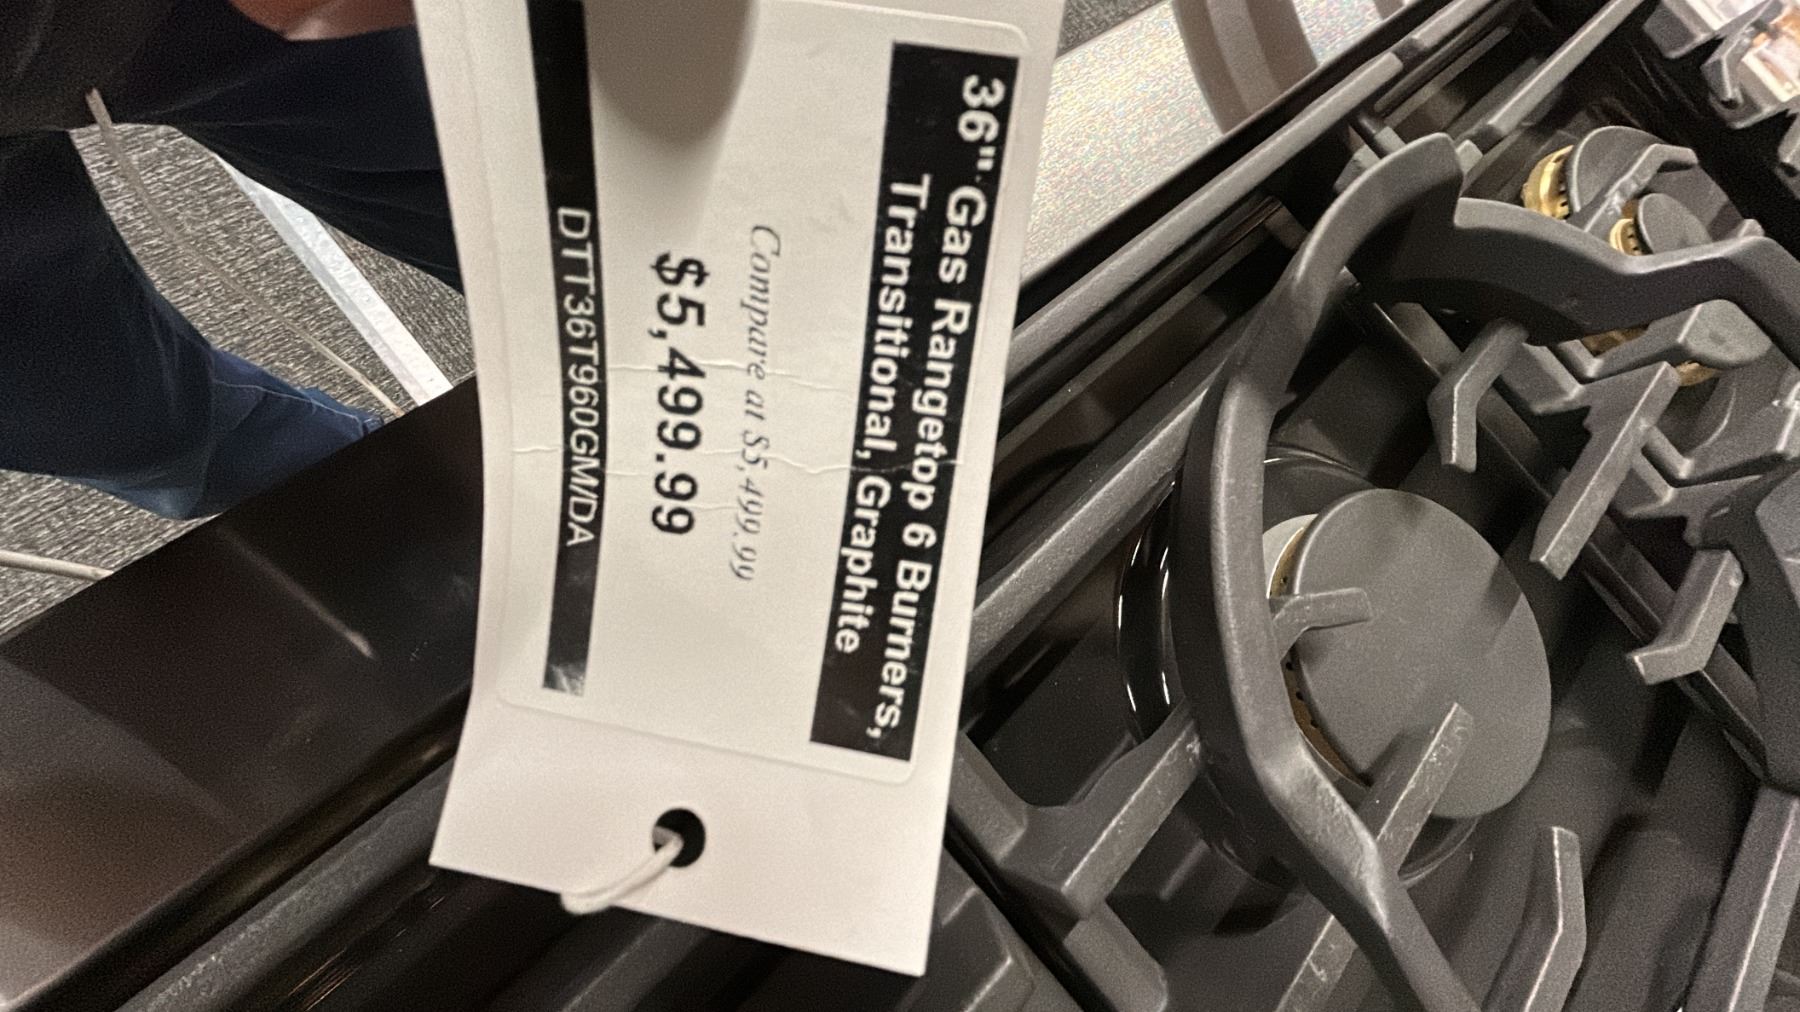 36" Gas Rangetop 6 Burners,
Transitional, Graphite
Compare at $5,499.99
$5,499.99
DTT36T960GM/DA